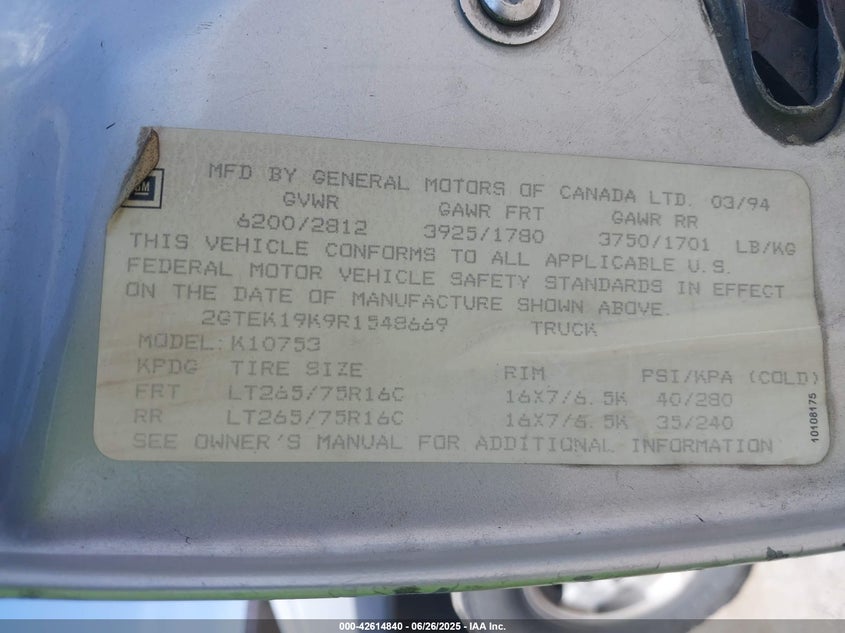 GM
MFD BY GENERAL MOTORS OF CANADA LTD. 03/94
GVWR GAWR FRT GAWR RR
6200/2812 3925/1780 3750/1701 LB/KG
THIS VEHICLE CONFORMS TO ALL APPLICABLE U.S.
FEDERAL MOTOR VEHICLE SAFETY STANDARDS IN EFFECT
ON THE DATE OF MANUFACTURE SHOWN ABOVE.
2GTEK19K9R1548669 TRUCK
MODEL:K10753
KPDG TIRE SIZE RIM PSI/KPA (COLD)
FRT LT265/75R16C 16X7/6.5K 40/280
RR LT265/75R16C 16X7/6.5K 35/240
SEE OWNER'S MANUAL FOR ADDITIONAL INFORMATION
10108175
000-42614840 | 06/26/2025 | IAA Inc.